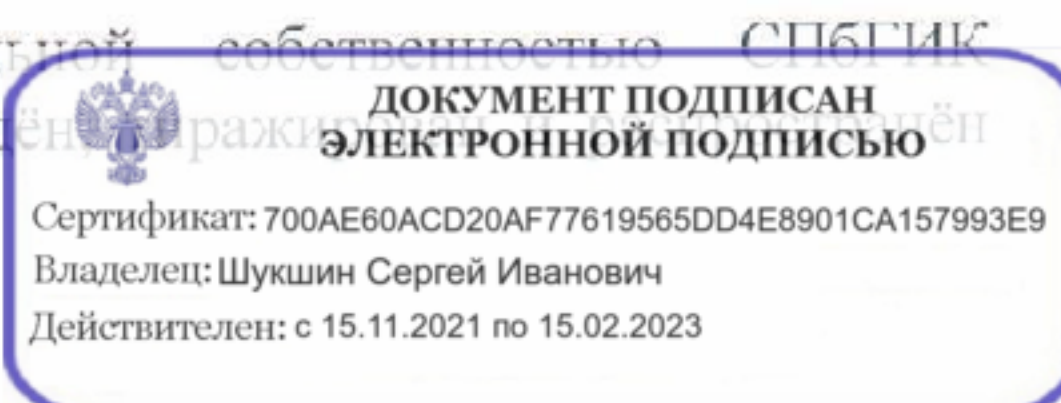 собственностью СПбГИК
ДОКУМЕНТ ПОДПИСАН
ЭЛЕКТРОННОЙ ПОДПИСЬЮ
Сертификат: 700AE60ACD20AF77619565DD4E8901CA157993E9
Владелец: Шукшин Сергей Иванович
Действителен: с 15.11.2021 по 15.02.2023